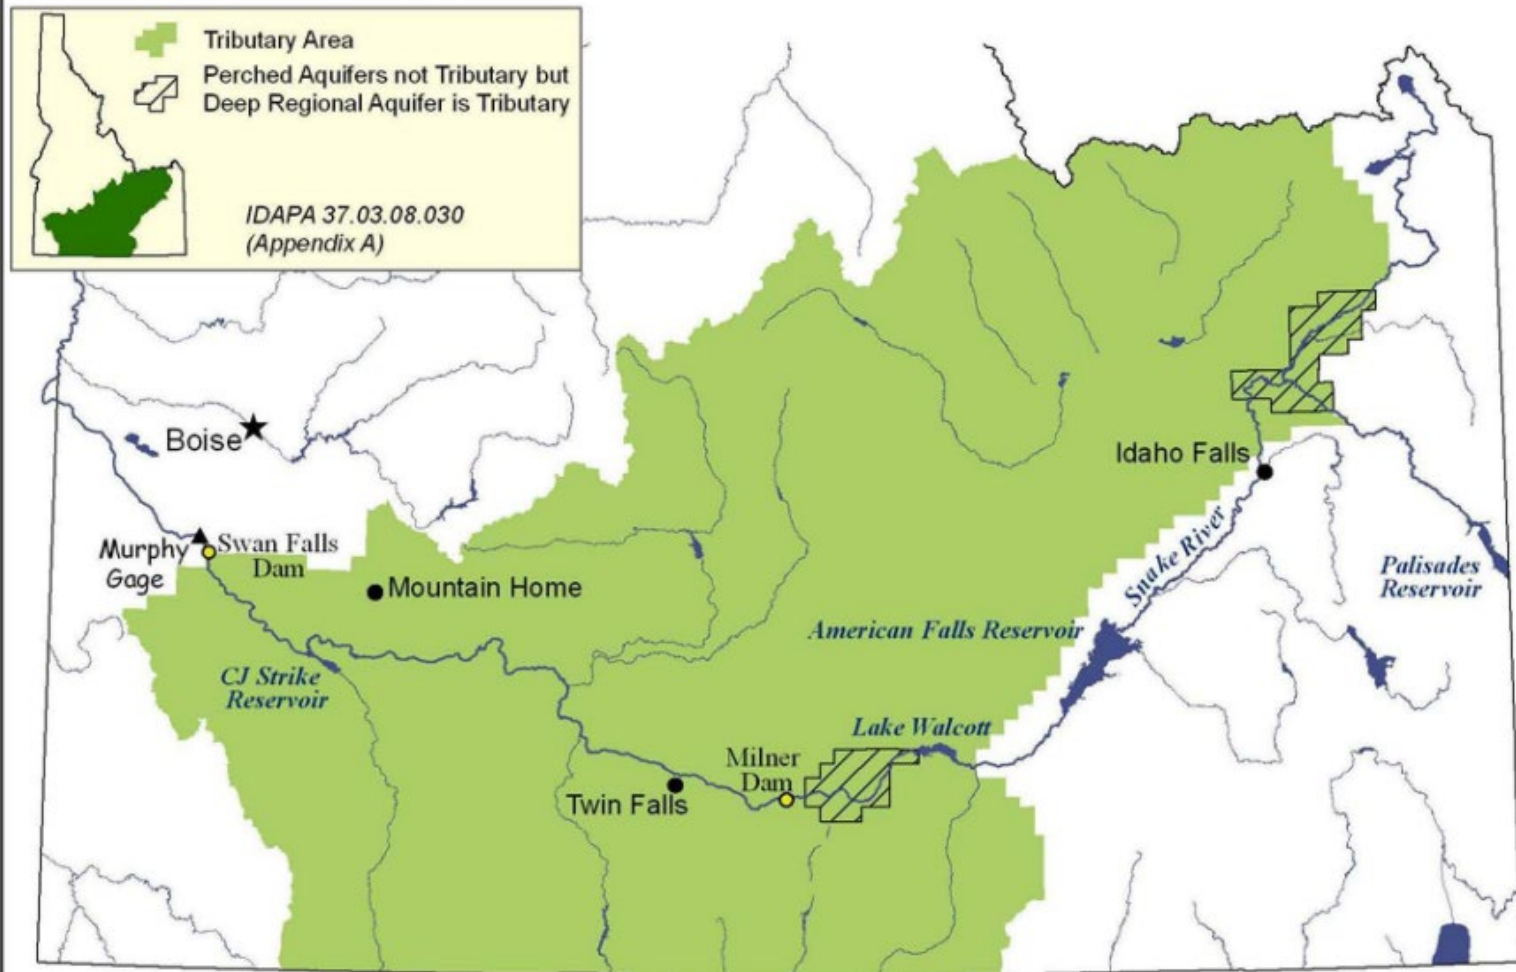 Tributary Area
Perched Aquifers not Tributary but
Deep Regional Aquifer is Tributary
IDAPA 37.03.08.030
(Appendix A)
Boise
Idaho Falls
Murphy
Gage
Swan Falls
Dam
Mountain Home
Snake River
Palisades
Reservoir
American Falls Reservoir
CJ Strike
Reservoir
Lake Walcott
Milner
Dam
Twin Falls